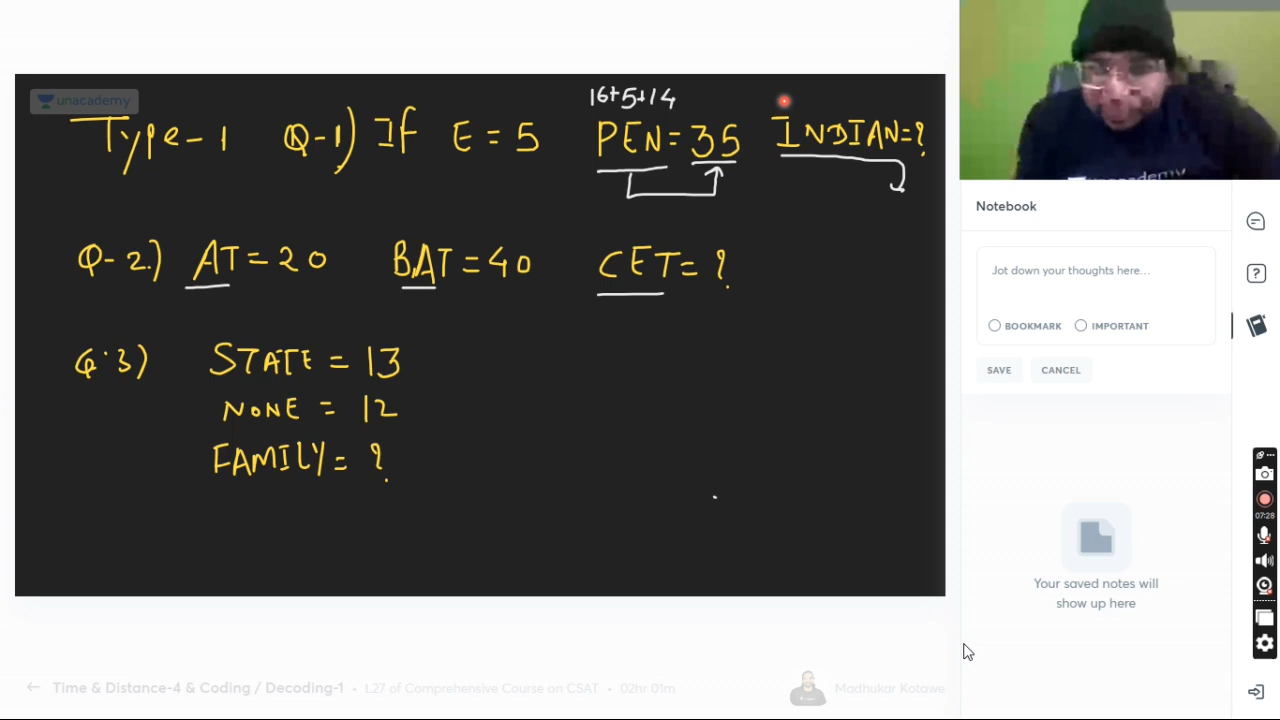 unacademy
16+5+14
Type-1 Q-1) If E = 5 PEN = 35 INDIAN = ?
Q-2.) AT = 20 BAT = 40 CET = ?
Q.3) STATE = 13
NONE = 12
FAMILY = ?
unacademy
Notebook
Jot down your thoughts here...
BOOKMARK IMPORTANT
SAVE CANCEL
07:28
Your saved notes will
show up here
Time & Distance-4 & Coding / Decoding-1 • L27 of Comprehensive Course on CSAT • 02hr 01m
Madhukar Kotawe